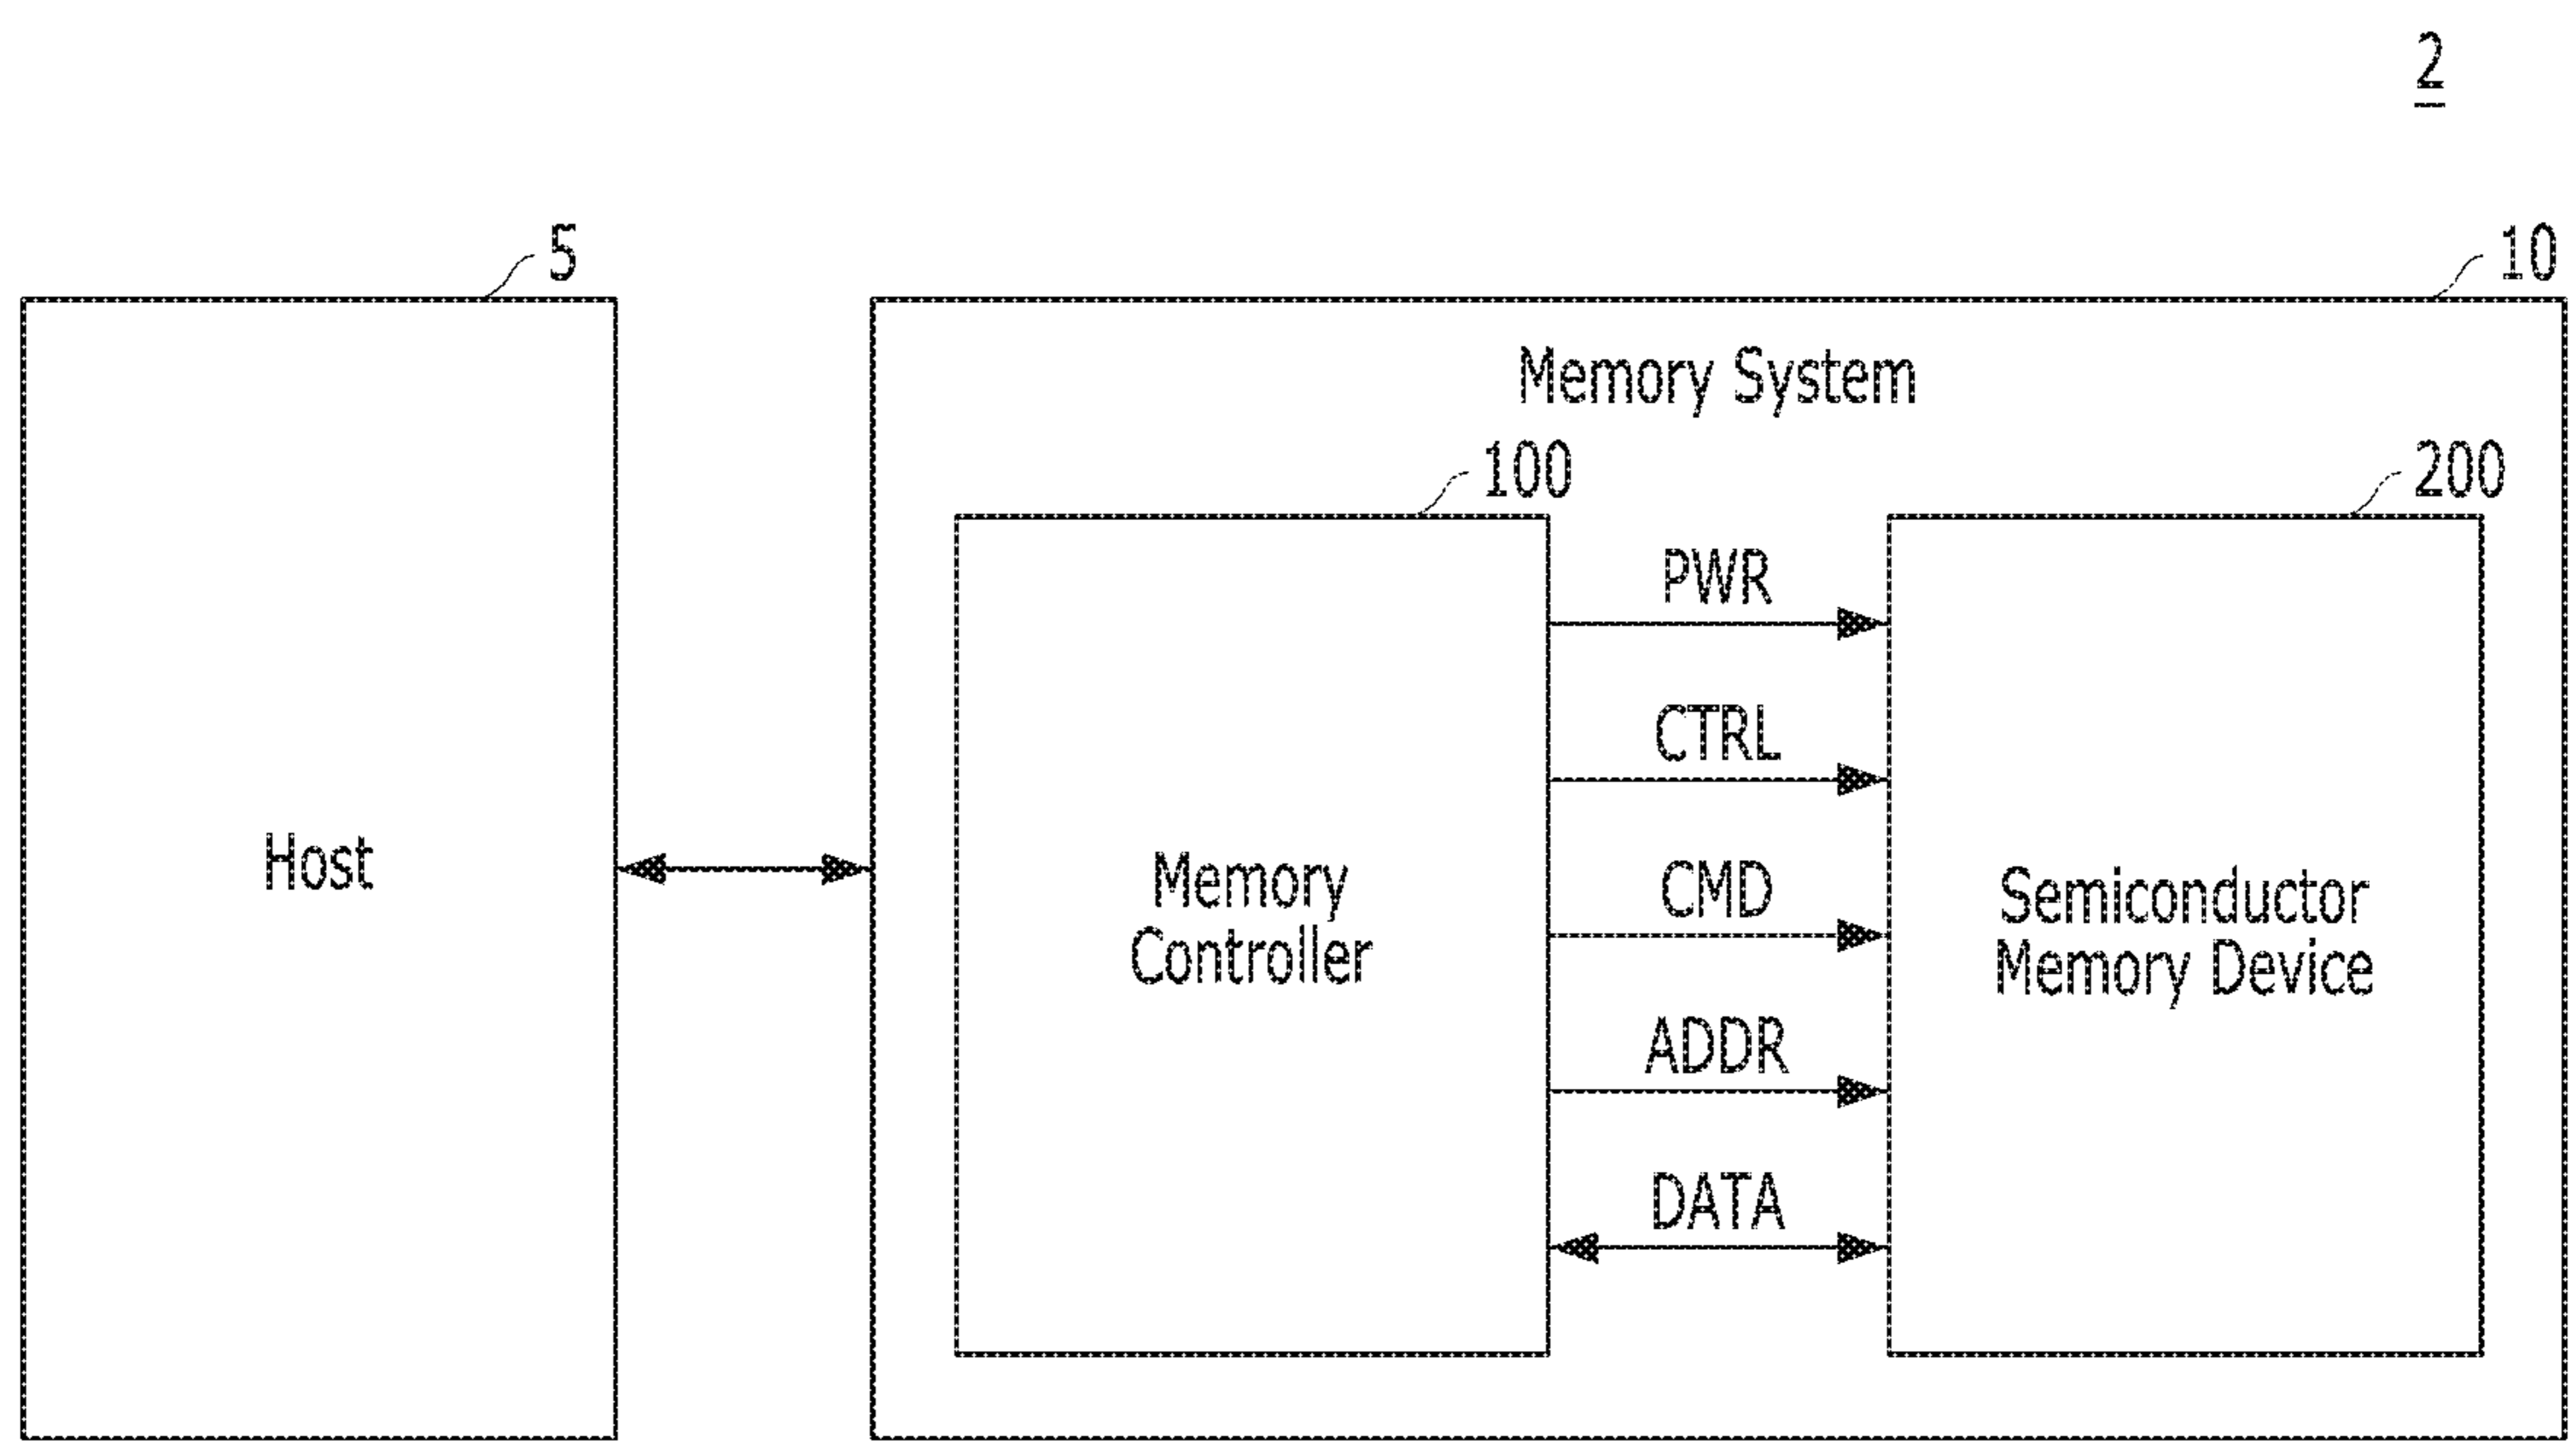 2
5
10
Memory System
100
200
PWR
CTRL
Host
CMD
Memory
Controller
Semiconductor
Memory Device
ADDR
DATA